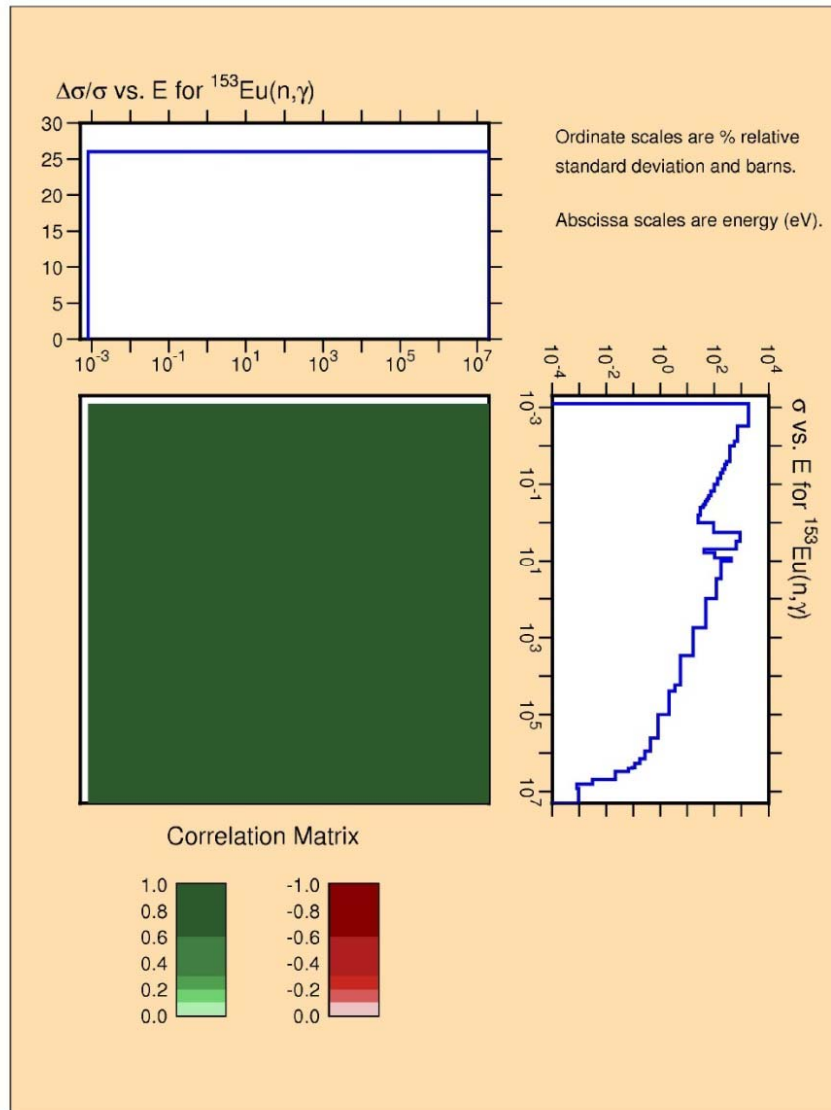 Δσ/σ vs. E for ¹⁵³Eu(n,γ)
30
25
20
15
10
5
0
10⁻³ 10⁻¹ 10¹ 10³ 10⁵ 10⁷
Ordinate scales are % relative
standard deviation and barns.
Abscissa scales are energy (eV).
10⁻⁴ 10⁻² 10⁰ 10² 10⁴
σ vs. E for ¹⁵³Eu(n,γ)
10⁻³
10⁻¹
10¹
10³
10⁵
10⁷
Correlation Matrix
1.0 -1.0
0.8 -0.8
0.6 -0.6
0.4 -0.4
0.2 -0.2
0.0 0.0